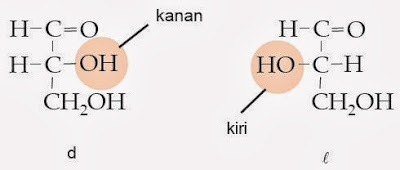 kanan
kiri
H–C=O
H–C–OH
CH₂OH
d
H–C=O
HO–C–H
CH₂OH
ℓ